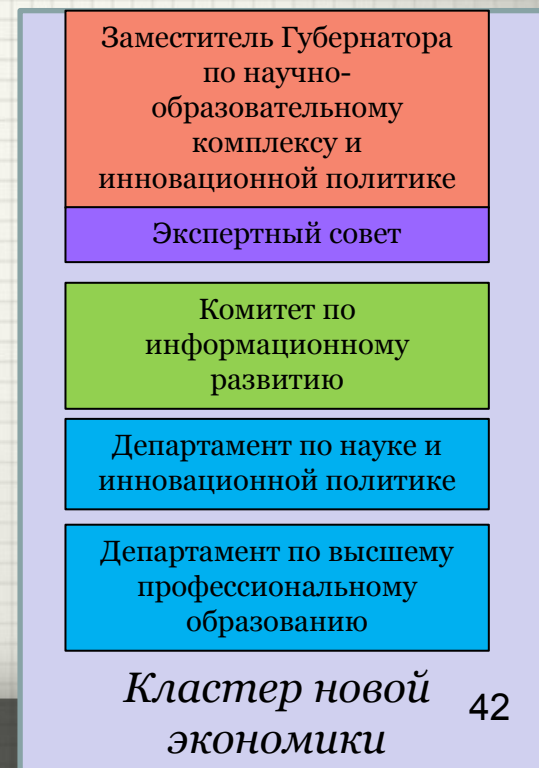 Заместитель Губернатора
по научно-
образовательному
комплексу и
инновационной политике
Экспертный совет
Комитет по
информационному
развитию
Департамент по науке и
инновационной политике
Департамент по высшему
профессиональному
образованию
Кластер новой
экономики
42